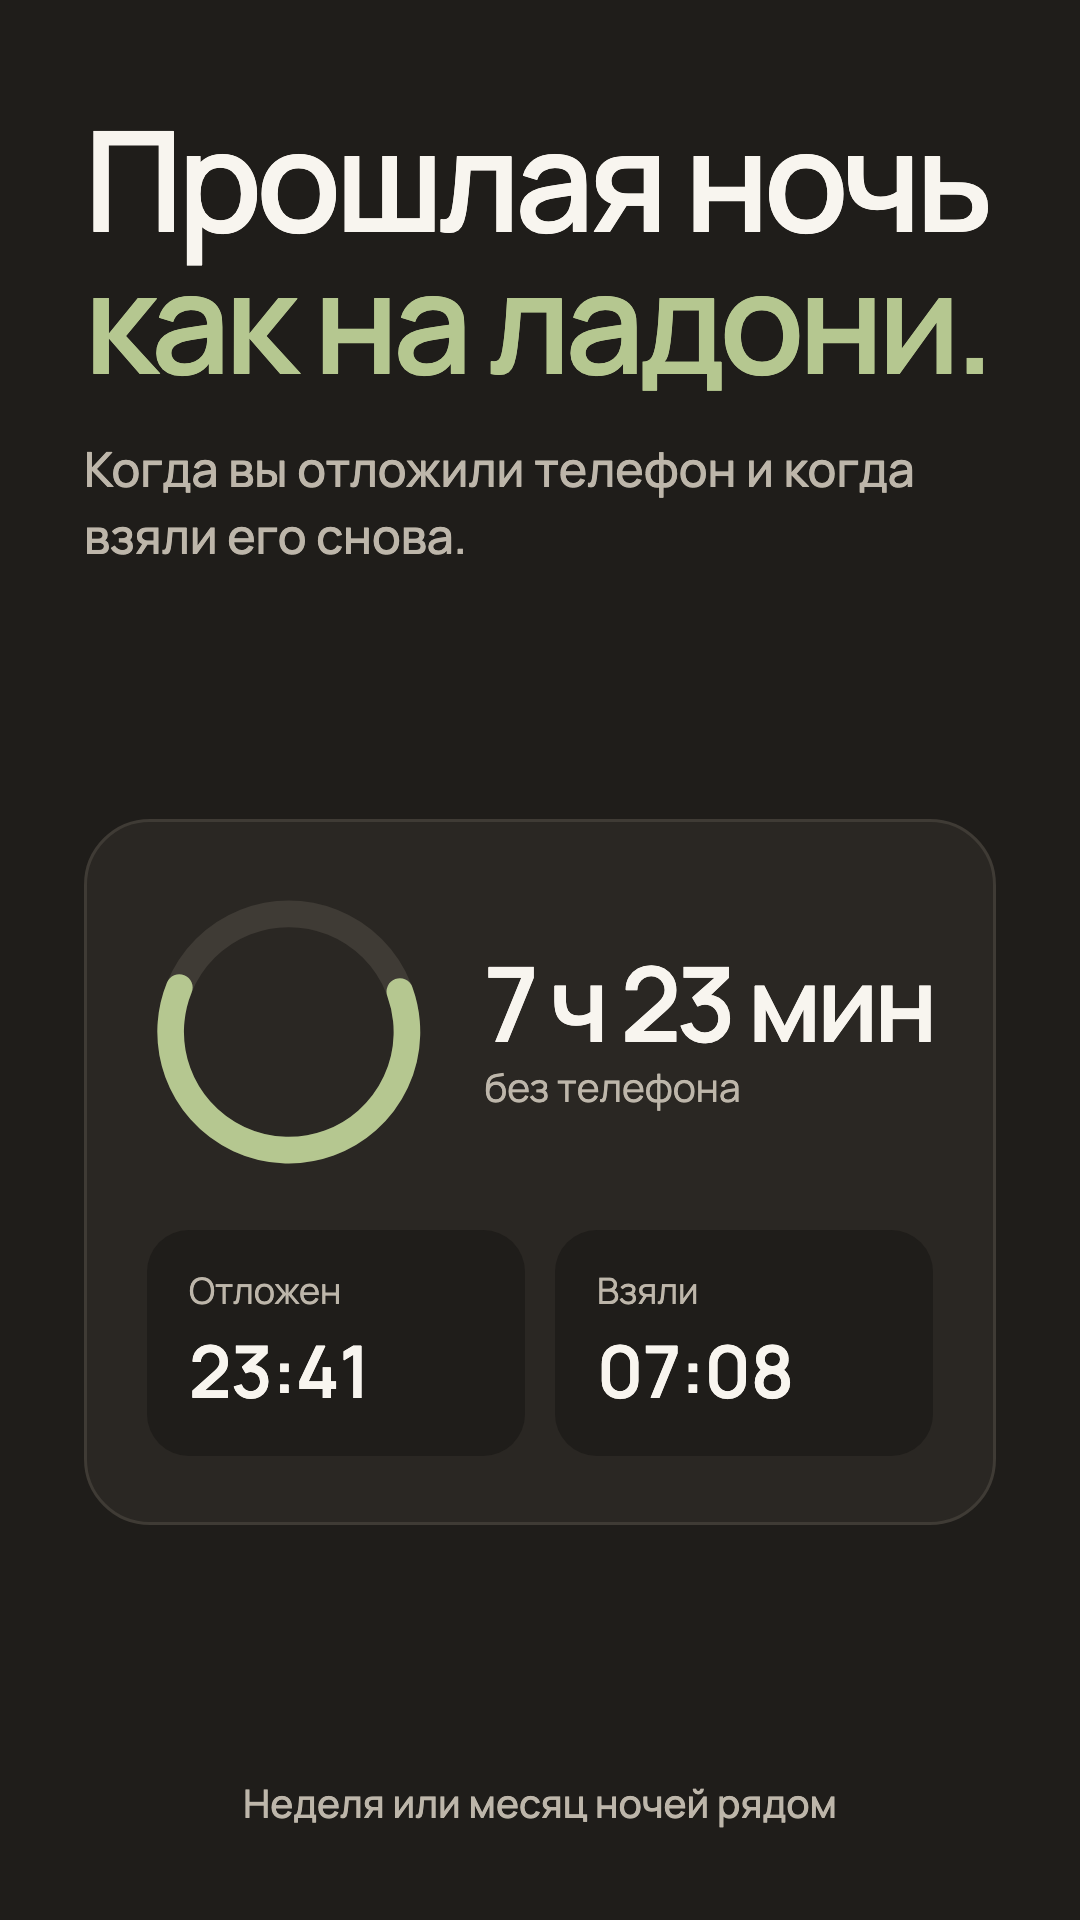 Прошлая ночь
как на ладони.
Когда вы отложили телефон и когда
взяли его снова.
7 ч 23 мин
без телефона
Отложен
23:41
Взяли
07:08
Неделя или месяц ночей рядом